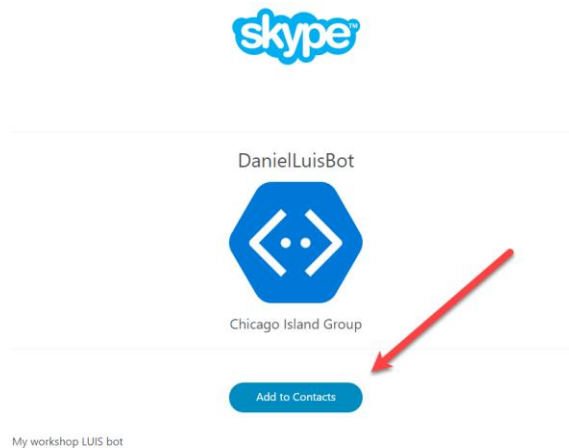 skype
DanielLuisBot
Chicago Island Group
Add to Contacts
My workshop LUIS bot